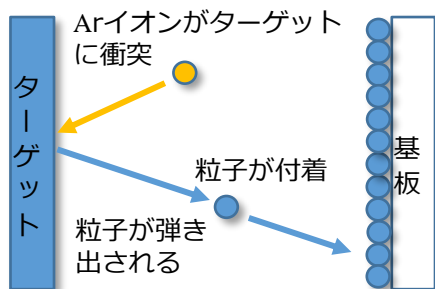 Arイオンがターゲット
に衝突
ターゲット
粒子が付着
基板
粒子が弾き
出される